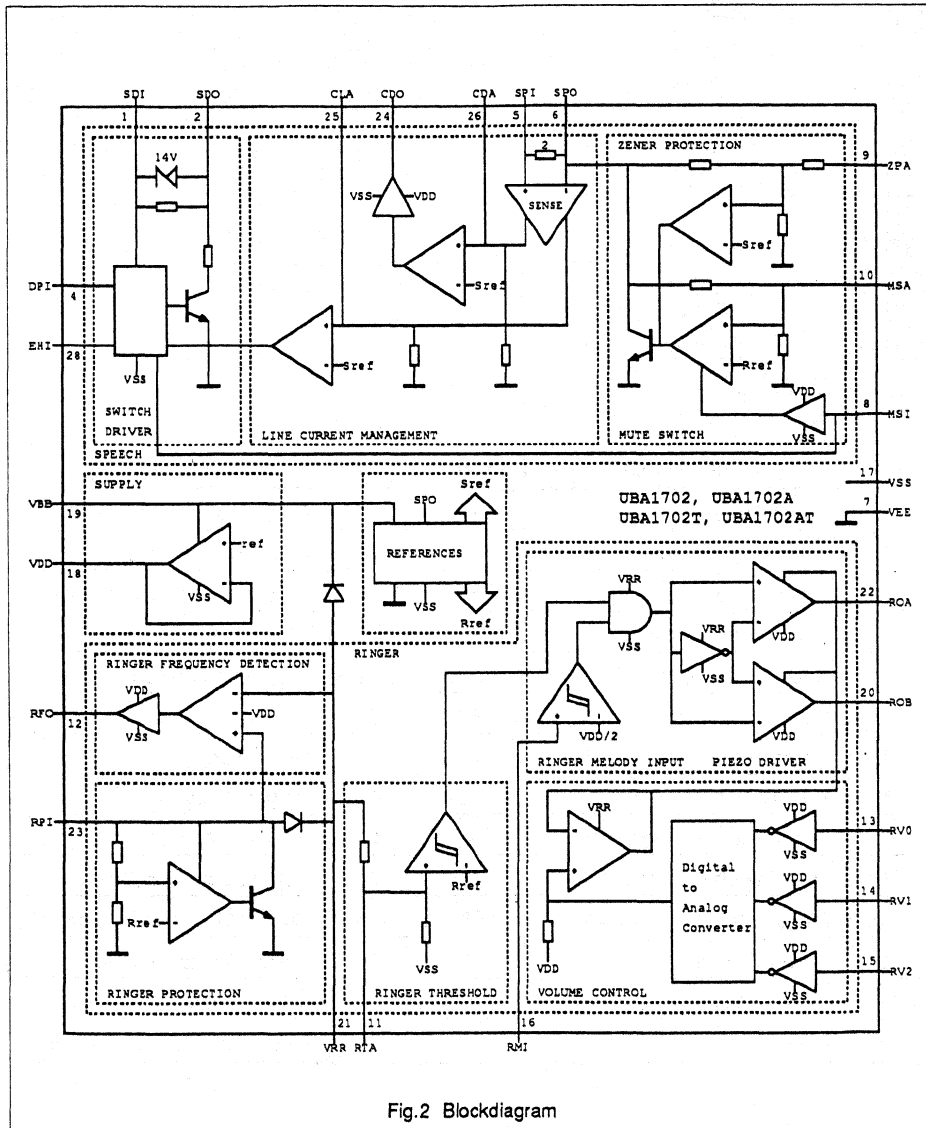 SDI SDO CLA CDO CDA SPI SPO
1 2 25 24 26 5 6
14V
2
ZENER PROTECTION
9 ZPA
VSS VDD
SENSE
Sref
DPI
4
Sref
10 MSA
EHI
28
Sref
Rref
VSS
VDD
8 MSI
VSS
SWITCH
DRIVER
LINE CURRENT MANAGEMENT
MUTE SWITCH
SPEECH
SUPPLY
17
VSS
VBB
19
SPO
Sref
UBA1702, UBA1702A
UBA1702T, UBA1702AT
7
VEE
ref
REFERENCES
VDD
18
VSS
VSS
Rref
VRR
22
ROA
VSS
VDD
RINGER
RINGER FREQUENCY DETECTION
VRR
VSS
VDD
VDD
RFO
12
VSS
20
ROB
VDD/2
VDD
RINGER MELODY INPUT PIEZO DRIVER
RPI
23
VRR
VDD
13
RV0
VSS
Rref
Digital
to
Analog
Converter
VDD
14
RV1
VSS
Rref
VSS
VDD
VDD
15
RV2
VSS
RINGER PROTECTION
RINGER THRESHOLD
VOLUME CONTROL
21 11 16
VRR RTA RMI
Fig.2 Blockdiagram